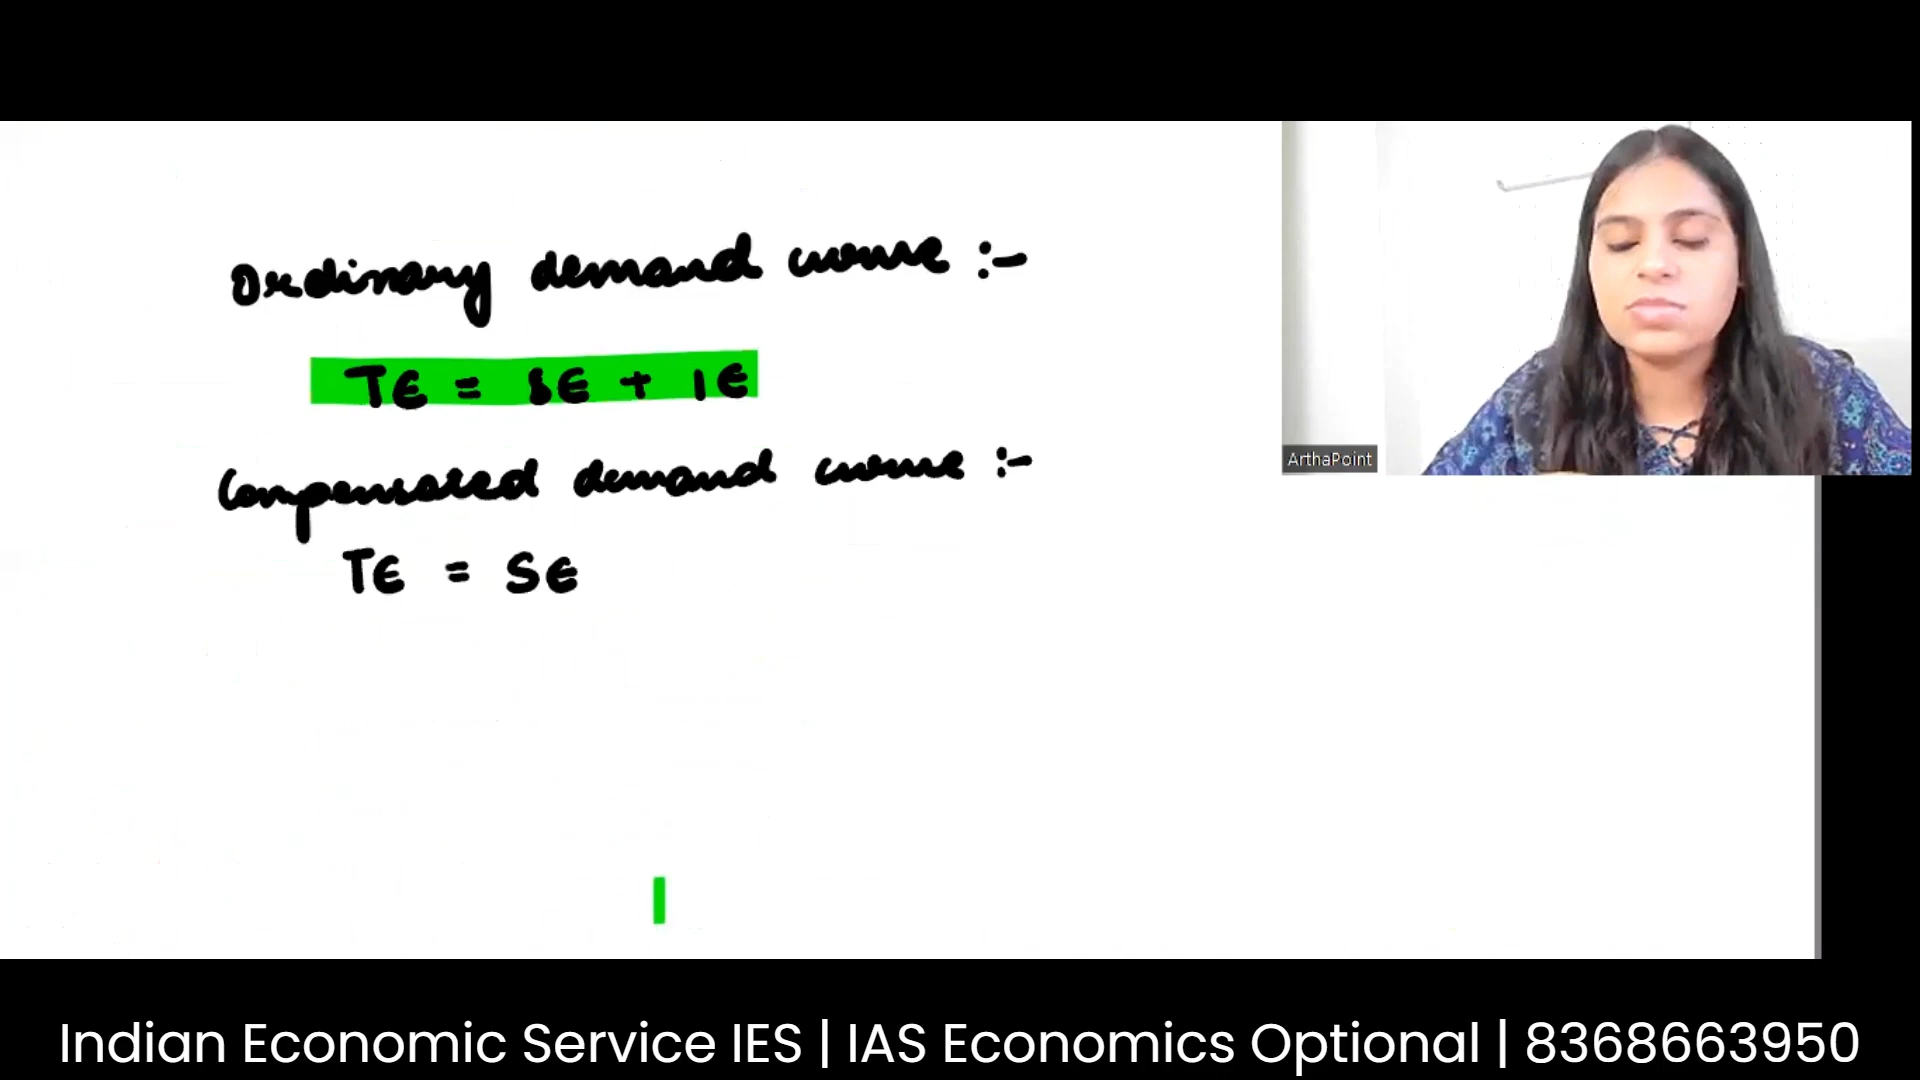 Ordinary demand curve :-
TE = SE + IE
Compensated demand curve :-
TE = SE
ArthaPoint
Indian Economic Service IES | IAS Economics Optional | 8368663950